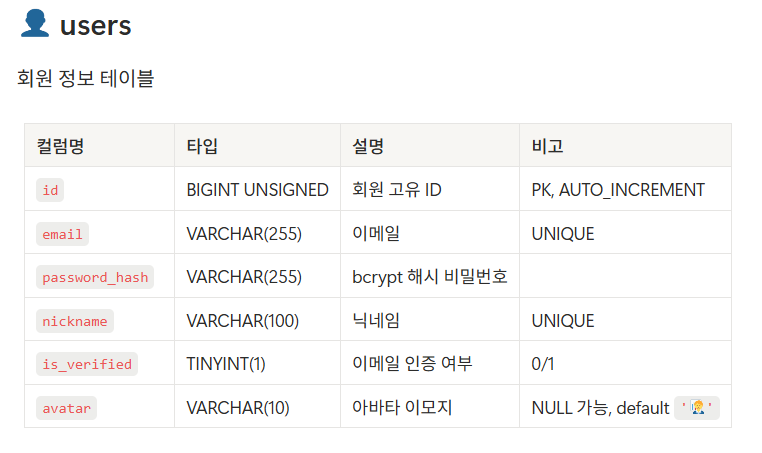 👤 users
회원 정보 테이블
컬럼명 타입 설명 비고
id BIGINT UNSIGNED 회원 고유 ID PK, AUTO_INCREMENT
email VARCHAR(255) 이메일 UNIQUE
password_hash VARCHAR(255) bcrypt 해시 비밀번호
nickname VARCHAR(100) 닉네임 UNIQUE
is_verified TINYINT(1) 이메일 인증 여부 0/1
avatar VARCHAR(10) 아바타 이모지 NULL 가능, default '🧑‍🚀'